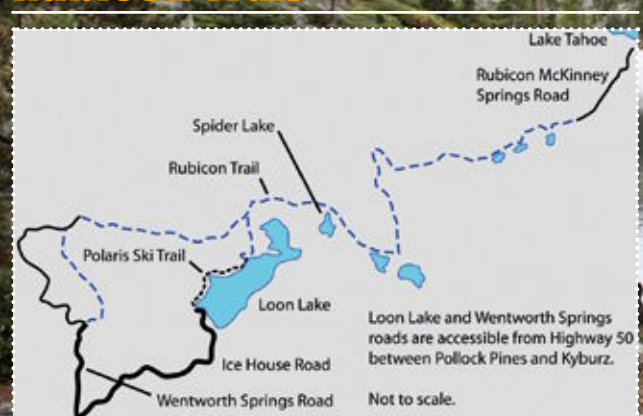 Lake Tahoe
Rubicon McKinney
Springs Road
Spider Lake
Rubicon Trail
Polaris Ski Trail
Loon Lake
Loon Lake and Wentworth Springs
roads are accessible from Highway 50
between Pollock Pines and Kyburz.
Ice House Road
Wentworth Springs Road
Not to scale.